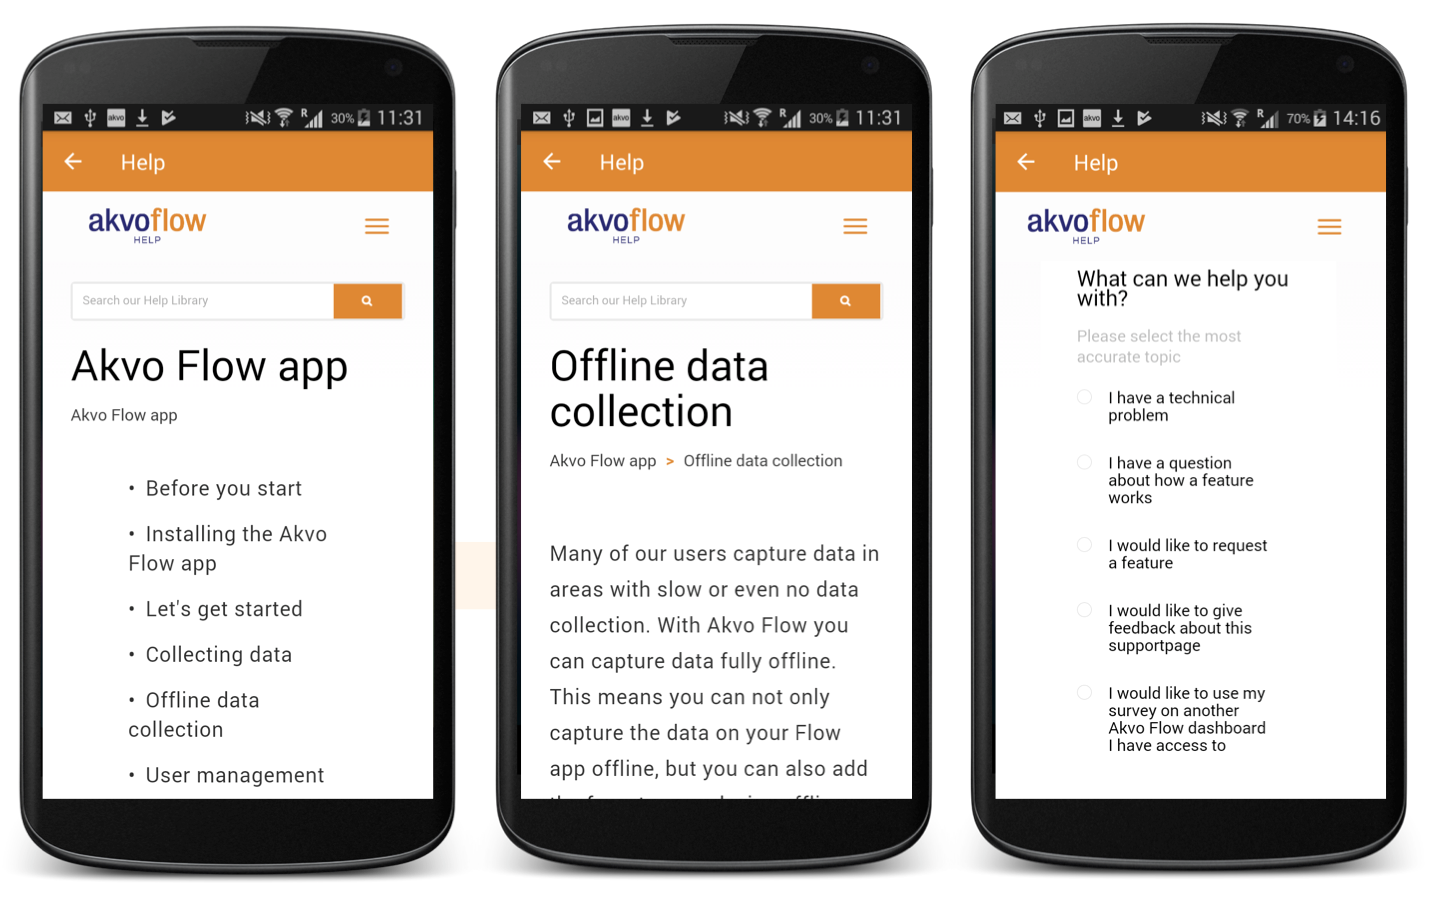 akvo R 30% 11:31
Help
akvoflow
HELP
Search our Help Library
Akvo Flow app
Akvo Flow app
• Before you start
• Installing the Akvo
Flow app
• Let's get started
• Collecting data
• Offline data
collection
• User management
akvo R 30% 11:31
Help
akvoflow
HELP
Search our Help Library
Offline data
collection
Akvo Flow app > Offline data collection
Many of our users capture data in
areas with slow or even no data
collection. With Akvo Flow you
can capture data fully offline.
This means you can not only
capture the data on your Flow
app offline, but you can also add
akvo R 70% 14:16
Help
akvoflow
HELP
What can we help you
with?
Please select the most
accurate topic
I have a technical
problem
I have a question
about how a feature
works
I would like to request
a feature
I would like to give
feedback about this
supportpage
I would like to use my
survey on another
Akvo Flow dashboard
I have access to